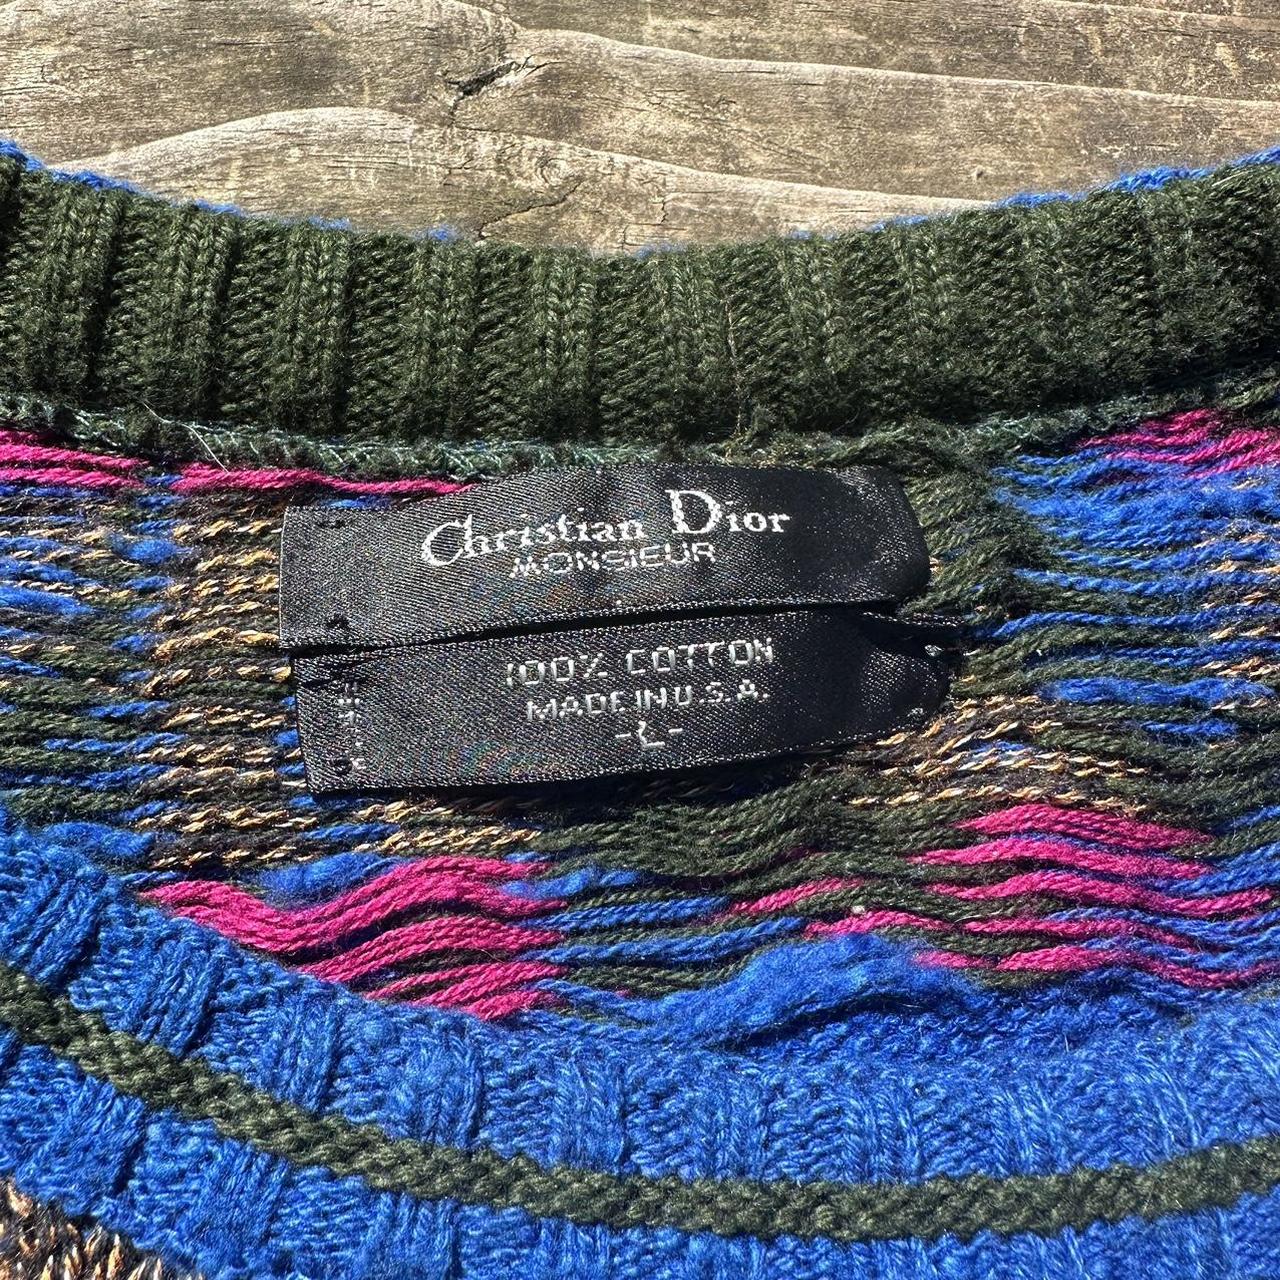 Christian Dior
MONSIEUR
100% COTTON
MADE IN U.S.A.
-L-